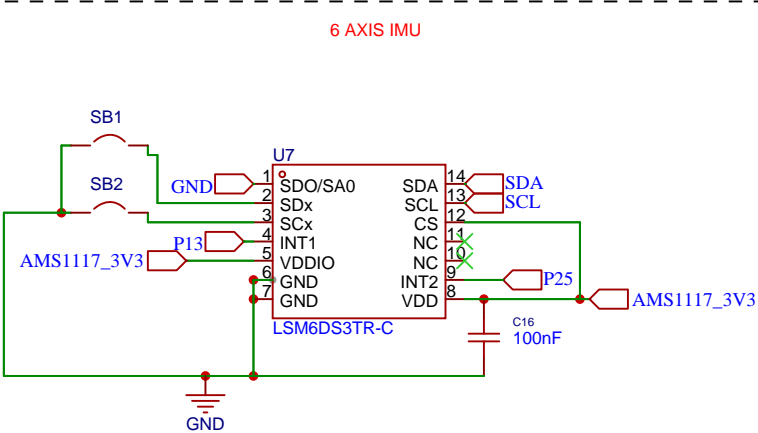 6 AXIS IMU
SB1
SB2
U7
GND 1 SDO/SA0 SDA 14 SDA
2 SDx SCL 13 SCL
3 SCx CS 12
P13 4 INT1 NC 11
AMS1117_3V3 5 VDDIO NC 10
6 GND INT2 9 P25
7 GND VDD 8 AMS1117_3V3
LSM6DS3TR-C
C16
100nF
GND